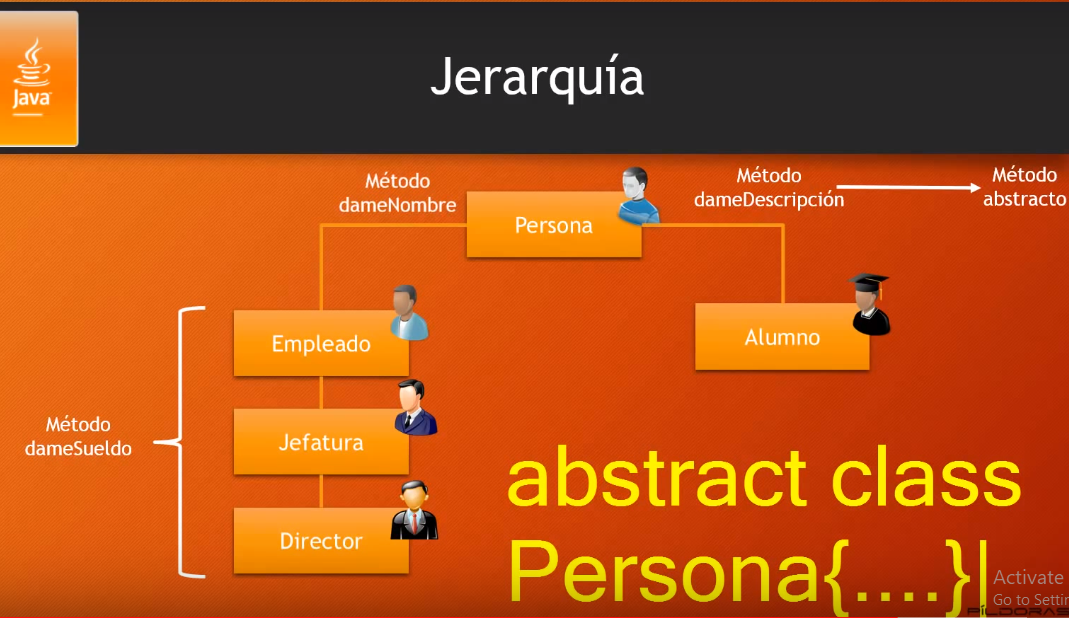 Java
Jerarquía
Método
dameNombre
Persona
Método
dameDescripción
Método
abstracto
Empleado
Alumno
Método
dameSueldo
Jefatura
Director
abstract class
Persona{....}|
Activate
Go to Settin
PÍLDORAS